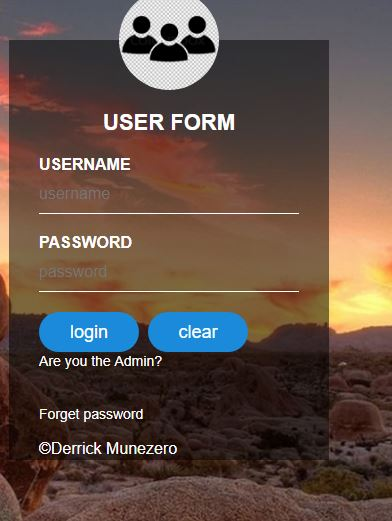 USER FORM
USERNAME
username
PASSWORD
password
login clear
Are you the Admin?
Forget password
©Derrick Munezero